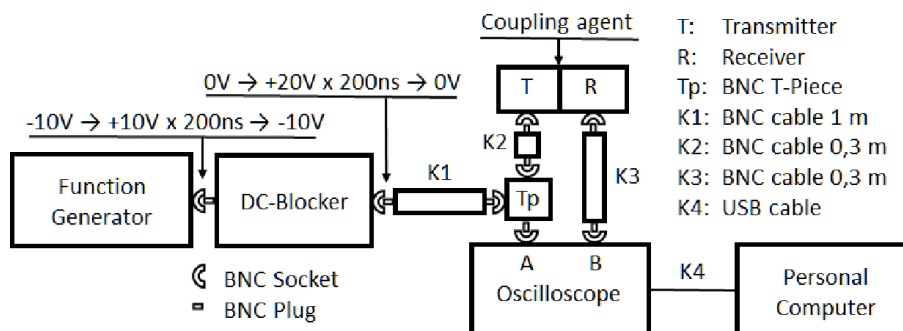 Coupling agent
T: Transmitter
R: Receiver
Tp: BNC T-Piece
K1: BNC cable 1 m
K2: BNC cable 0,3 m
K3: BNC cable 0,3 m
K4: USB cable
0V → +20V x 200ns → 0V
T R
-10V → +10V x 200ns → -10V
K2
K1
K3
Function
Generator
DC-Blocker
Tp
BNC Socket
BNC Plug
A B
Oscilloscope
K4
Personal
Computer